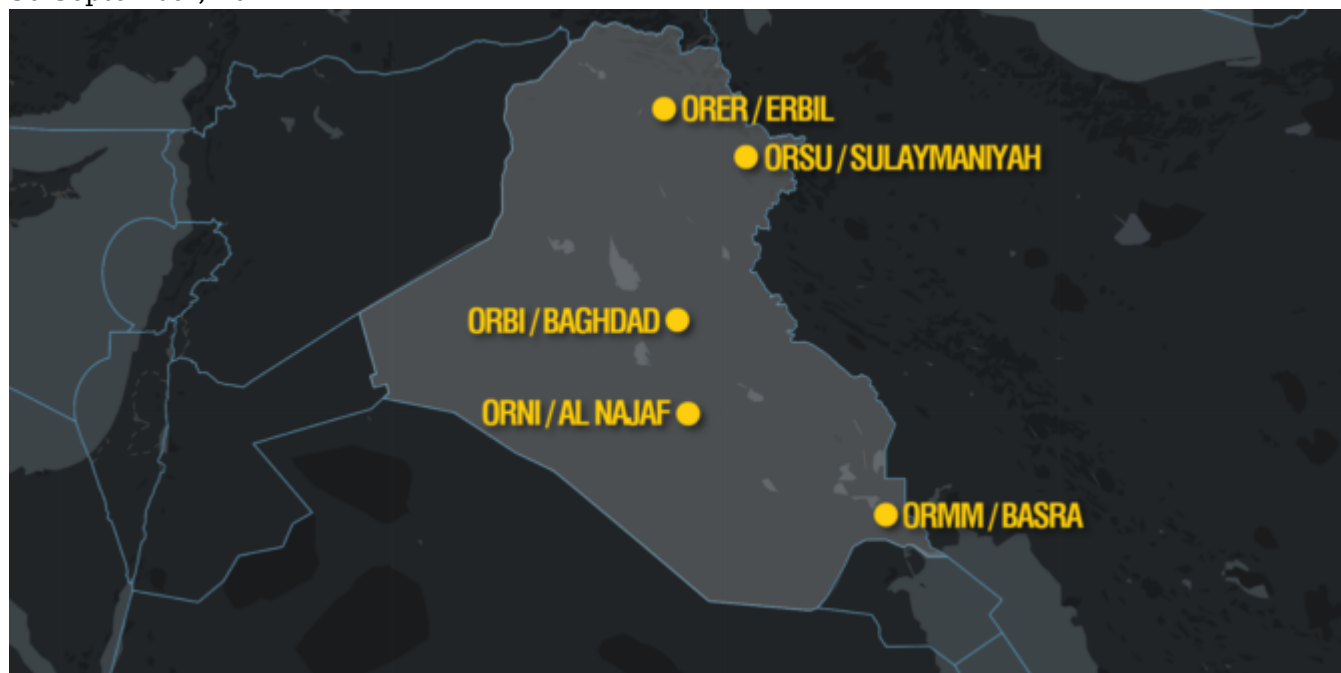 ORER / ERBIL
ORSU / SULAYMANIYAH
ORBI / BAGHDAD
ORNI / AL NAJAF
ORMM / BASRA